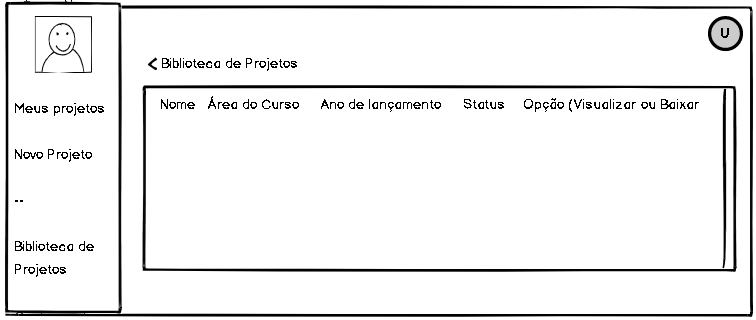 U
Biblioteca de Projetos
Meus projetos
Novo Projeto
--
Biblioteca de
Projetos
Nome Área do Curso Ano de lançamento Status Opção (Visualizar ou Baixar